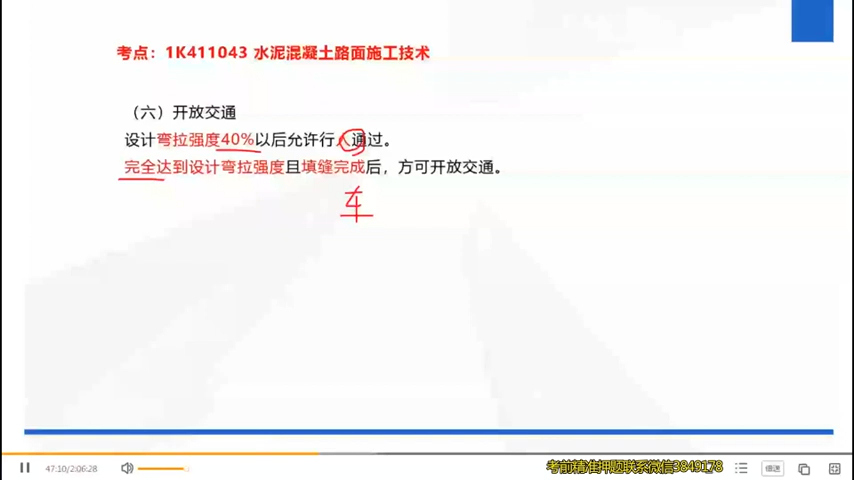 考点：1K411043 水泥混凝土路面施工技术
（六）开放交通
设计弯拉强度40%以后允许行人通过。
完全达到设计弯拉强度且填缝完成后，方可开放交通。
车
47:10/2:06:28
考前精准押题联系微信3849178
倍速